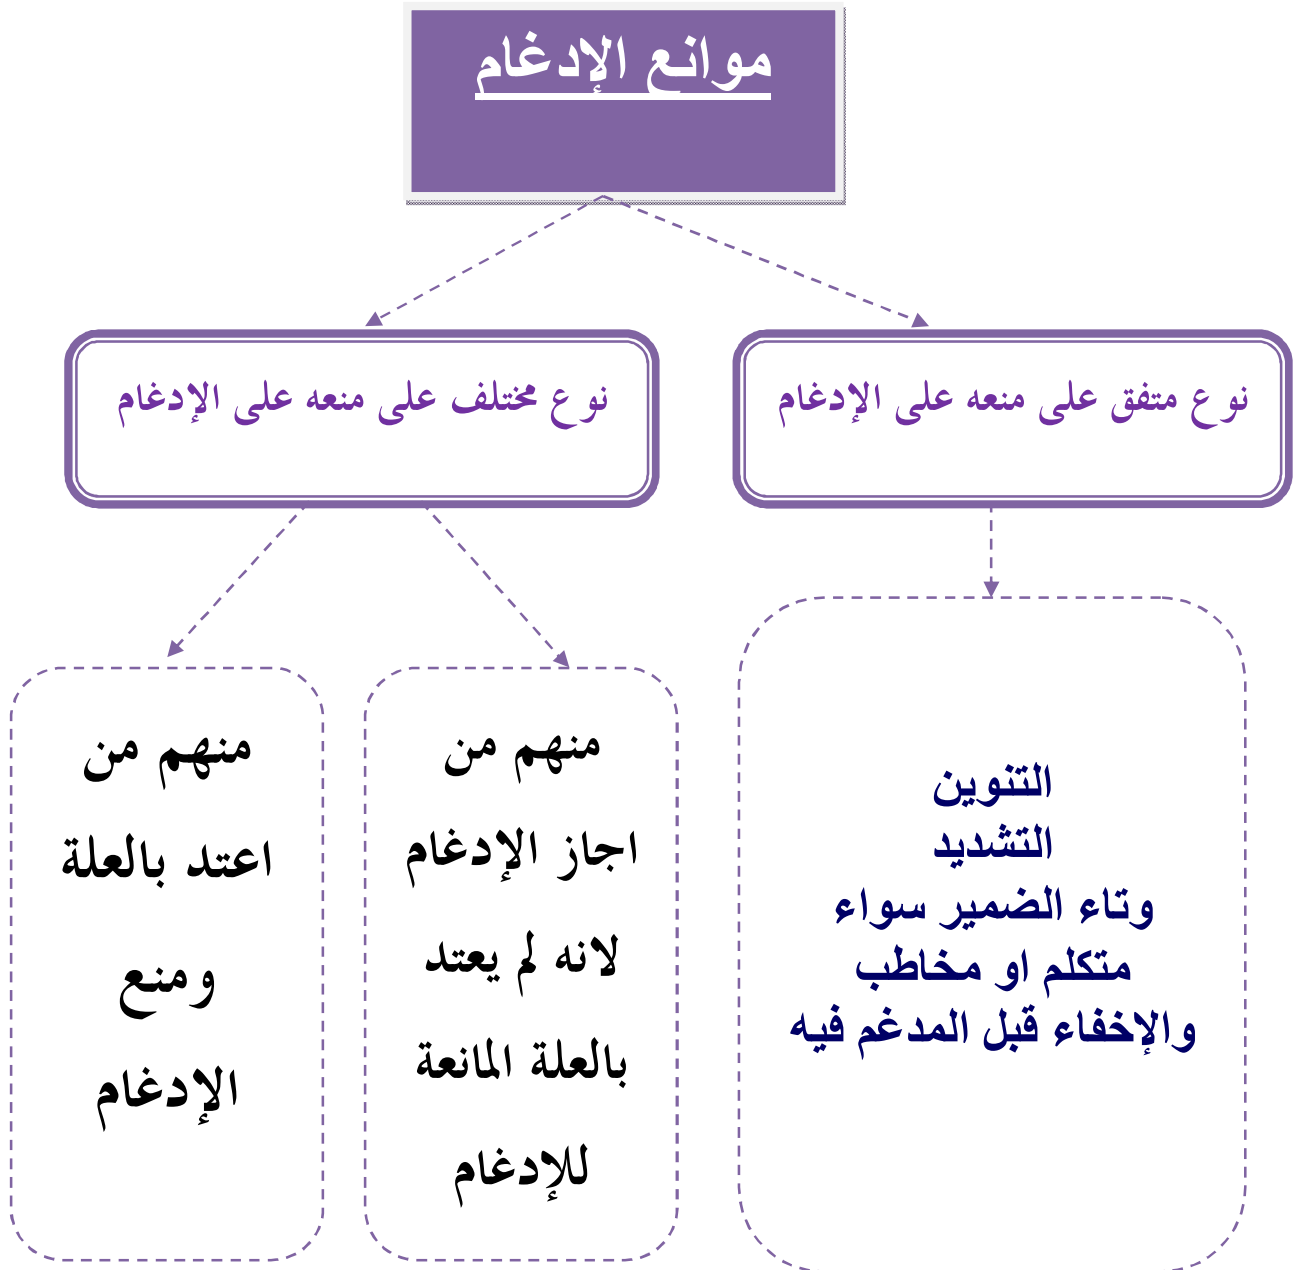 موانع الإدغام
نوع متفق على منعه على الإدغام
نوع مختلف على منعه على الإدغام
التنوين
التشديد
وتاء الضمير سواء
متكلم او مخاطب
والإخفاء قبل المدغم فيه
منهم من
اجاز الإدغام
لانه لم يعتد
بالعلة المانعة
للإدغام
منهم من
اعتد بالعلة
ومنع
الإدغام